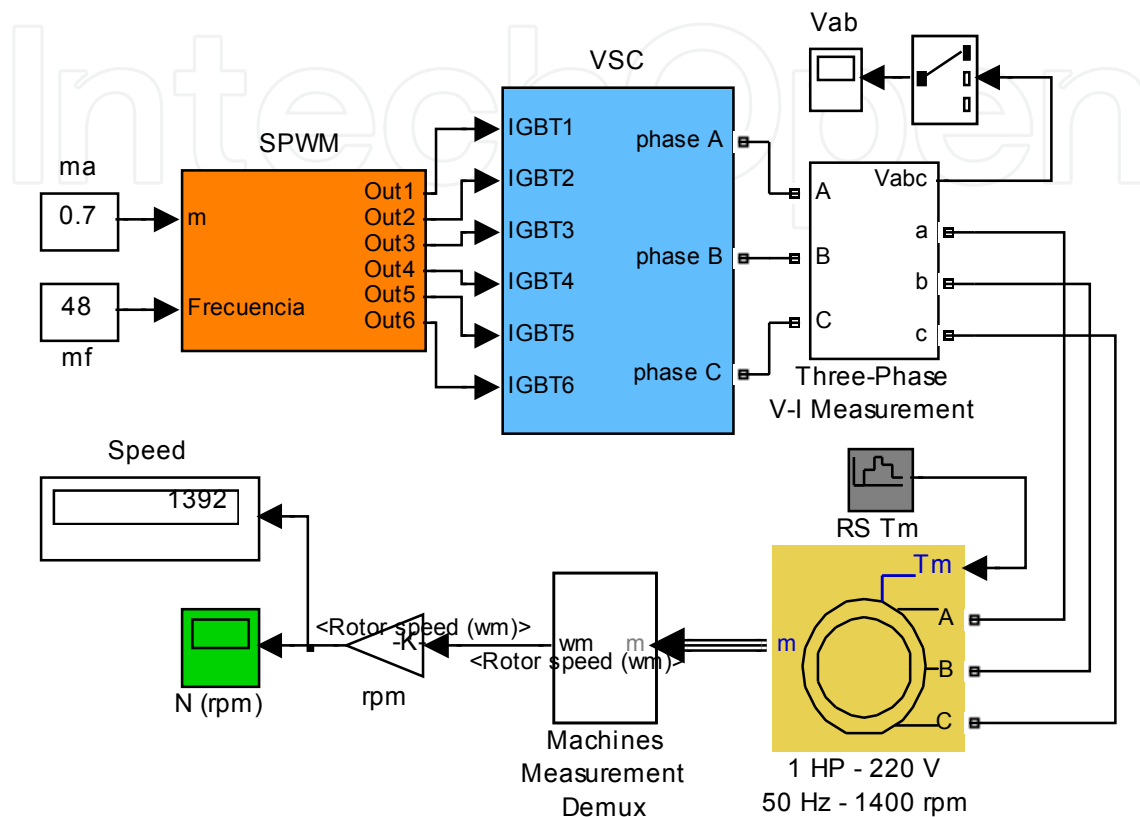 IntechOpen
Vab
VSC
IGBT1
IGBT2
IGBT3
IGBT4
IGBT5
IGBT6
phase A
phase B
phase C
SPWM
m
Frecuencia
Out1
Out2
Out3
Out4
Out5
Out6
ma
0.7
48
mf
A
B
C
Vabc
a
b
c
Three-Phase
V-I Measurement
Speed
1392
RS Tm
Tm
A
B
C
m
<Rotor speed (wm)>
-K-
rpm
wm
m
<Rotor speed (wm)>
N (rpm)
Machines
Measurement
Demux
1 HP - 220 V
50 Hz - 1400 rpm